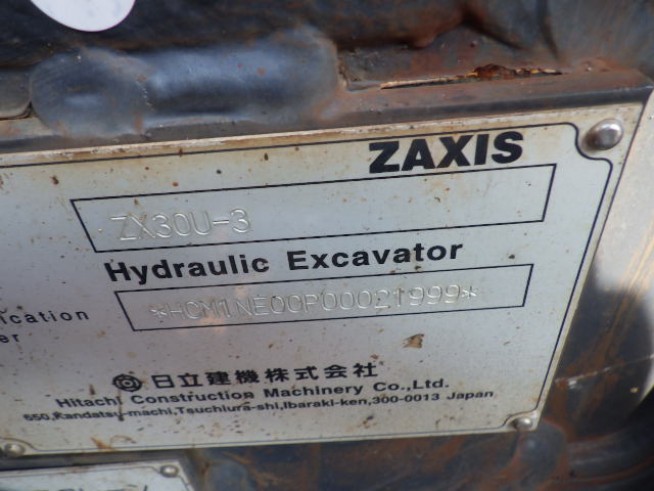 ZAXIS
ZX30U-3
Hydraulic Excavator
ication
er
*HCM1NE00P00021999*
日立建機株式会社
Hitachi Construction Machinery Co.,Ltd.
650,Kandatsu-machi,Tsuchiura-shi,Ibaraki-ken,300-0013 Japan